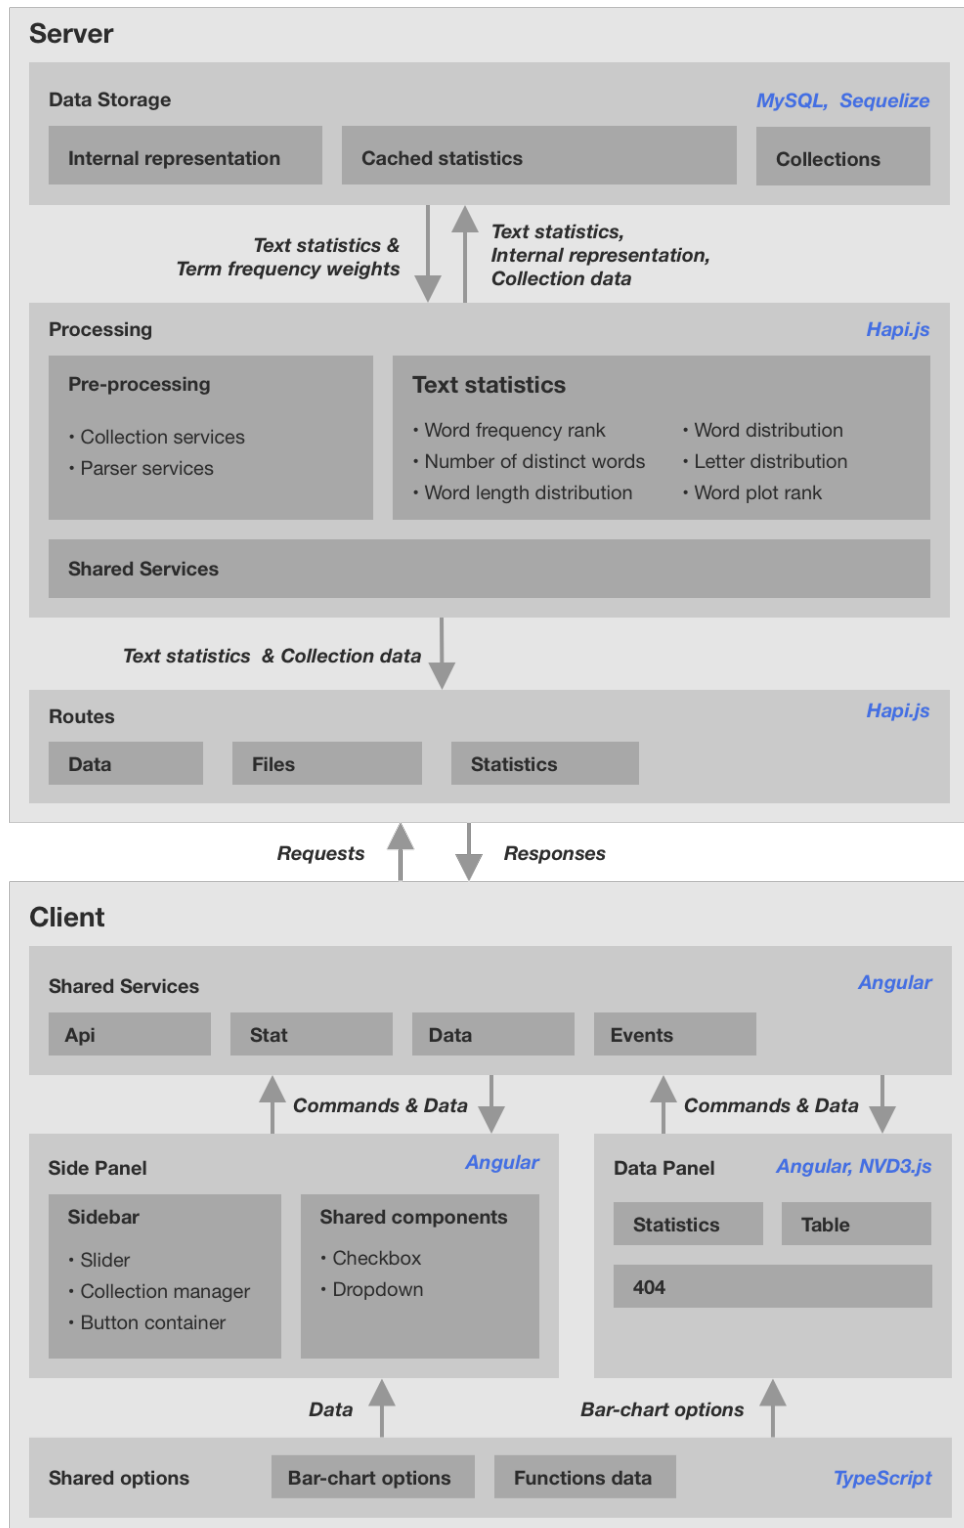 Server
Data Storage
MySQL, Sequelize
Internal representation
Cached statistics
Collections
Text statistics &
Term frequency weights
Text statistics,
Internal representation,
Collection data
Processing
Hapi.js
Pre-processing
• Collection services
• Parser services
Text statistics
• Word frequency rank
• Number of distinct words
• Word length distribution
• Word distribution
• Letter distribution
• Word plot rank
Shared Services
Text statistics & Collection data
Routes
Hapi.js
Data
Files
Statistics
Requests
Responses
Client
Shared Services
Angular
Api
Stat
Data
Events
Commands & Data
Commands & Data
Side Panel
Angular
Sidebar
• Slider
• Collection manager
• Button container
Shared components
• Checkbox
• Dropdown
Data Panel
Angular, NVD3.js
Statistics
Table
404
Data
Bar-chart options
Shared options
Bar-chart options
Functions data
TypeScript